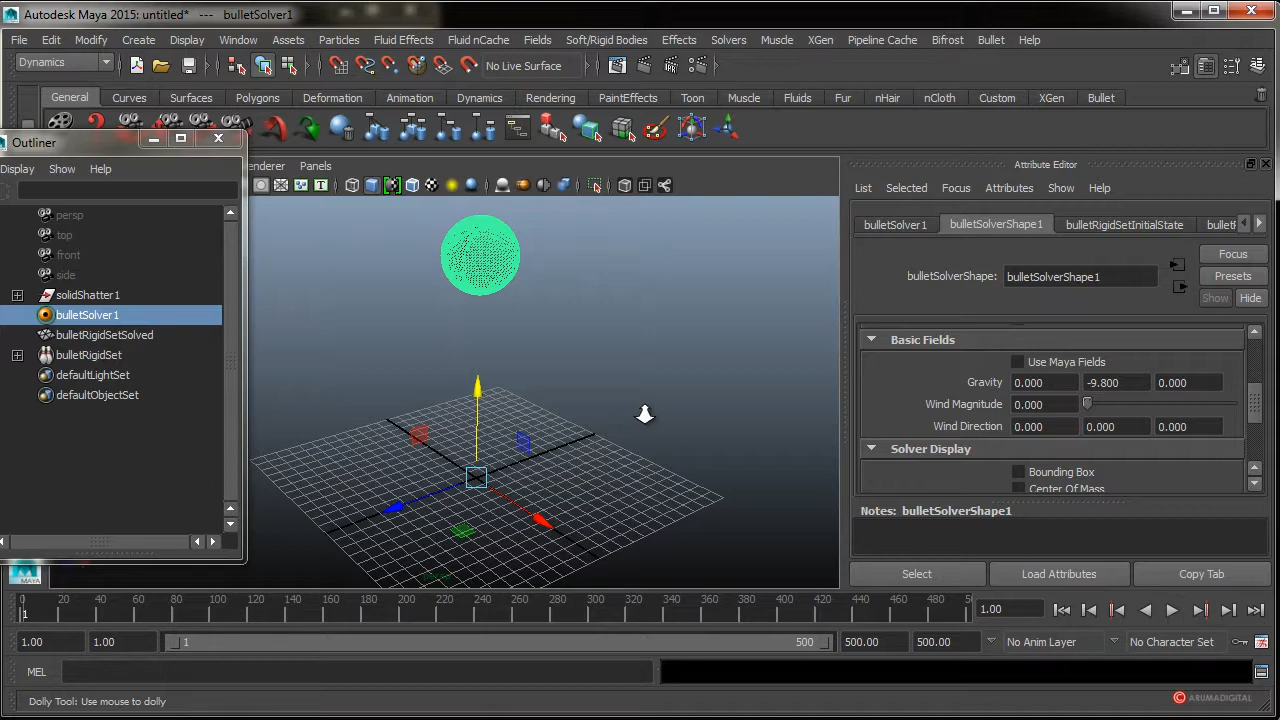 Autodesk Maya 2015: untitled* --- bulletSolver1
File Edit Modify Create Display Window Assets Particles Fluid Effects Fluid nCache Fields Soft/Rigid Bodies Effects Solvers Muscle XGen Pipeline Cache Bifrost Bullet Help
Dynamics No Live Surface
General Curves Surfaces Polygons Deformation Animation Dynamics Rendering PaintEffects Toon Muscle Fluids Fur nHair nCloth Custom XGen Bullet
Outliner
Display Show Help
persp
top
front
side
solidShatter1
bulletSolver1
bulletRigidSetSolved
bulletRigidSet
defaultLightSet
defaultObjectSet
enderer Panels
Attribute Editor
List Selected Focus Attributes Show Help
bulletSolver1 bulletSolverShape1 bulletRigidSetInitialState
bulletSolverShape: bulletSolverShape1
Focus
Presets
Show Hide
Basic Fields
Use Maya Fields
Gravity 0.000 -9.800 0.000
Wind Magnitude 0.000
Wind Direction 0.000 0.000 0.000
Solver Display
Bounding Box
Center Of Mass
Notes: bulletSolverShape1
Select Load Attributes Copy Tab
MAYA
0 20 40 60 80 100 120 140 160 180 200 220 240 260 280 300 320 340 360 380 400 420 440 460 480
1
1.00
1.00 1.00 1 500 500.00 500.00 No Anim Layer No Character Set
MEL
Dolly Tool: Use mouse to dolly
© ARUMADIGITAL